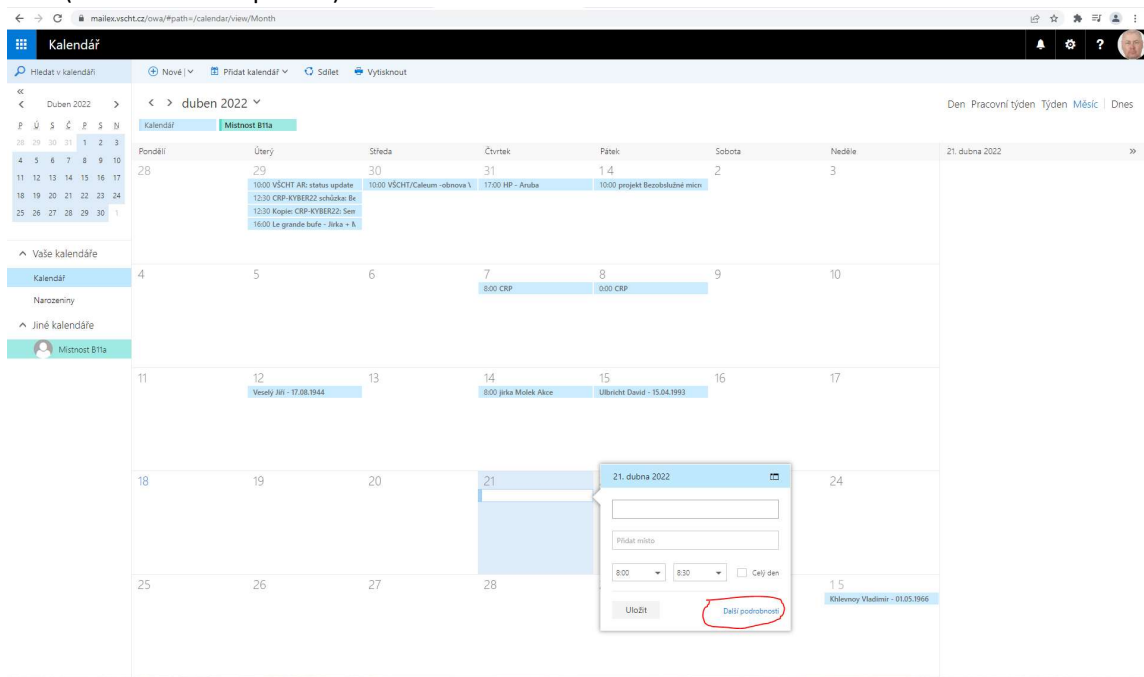 mailex.vscht.cz/owa/#path=/calendar/view/Month
Kalendář
?
Hledat v kalendáři
Nové
Přidat kalendář
Sdílet
Vytisknout
Duben 2022
P Ú S Č P S N
28 29 30 31 1 2 3
4 5 6 7 8 9 10
11 12 13 14 15 16 17
18 19 20 21 22 23 24
25 26 27 28 29 30 1
Vaše kalendáře
Kalendář
Narozeniny
Jiné kalendáře
Mistnost B11a
duben 2022
Den Pracovní týden Týden Měsíc Dnes
Kalendář
Mistnost B11a
Pondělí Úterý Středa Čtvrtek Pátek Sobota Neděle
21. dubna 2022
28 29 30 31 1 4 2 3
10:00 VŠCHT AR: status update
12:30 CRP-KYBER22 schůzka: Be
12:30 Kopie: CRP-KYBER22: Sem
16:00 Le grande bufe - Jirka +
10:00 VŠCHT/Caleum -obnova
17:00 HP - Aruba
10:00 projekt Bezobslužné micr
4 5 6 7 8 9 10
8:00 CRP
0:00 CRP
11 12 13 14 15 16 17
Veselý Jiří - 17.08.1944
8:00 jirka Molek Akce
Ulbricht David - 15.04.1993
18 19 20 21 24
21. dubna 2022
Přidat místo
8:00
8:30
Celý den
Uložit
Další podrobnosti
25 26 27 28 1 5
Khlevnoy Vladimir - 01.05.1966